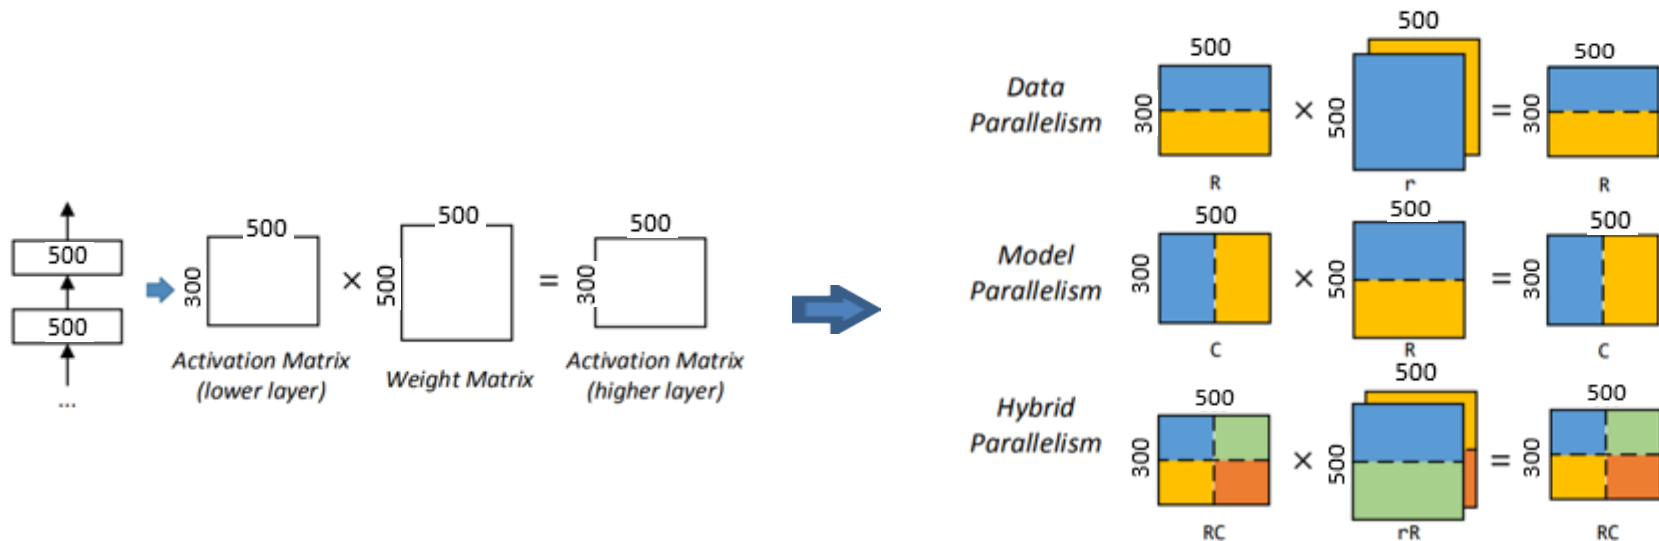 500
500
...
300
500
×
500
500
=
300
500
Activation Matrix
(lower layer)
Weight Matrix
Activation Matrix
(higher layer)
Data
Parallelism
300
500
×
500
500
=
300
500
R
r
R
Model
Parallelism
300
500
×
500
500
=
300
500
C
R
C
Hybrid
Parallelism
300
500
×
500
500
=
300
500
RC
rR
RC